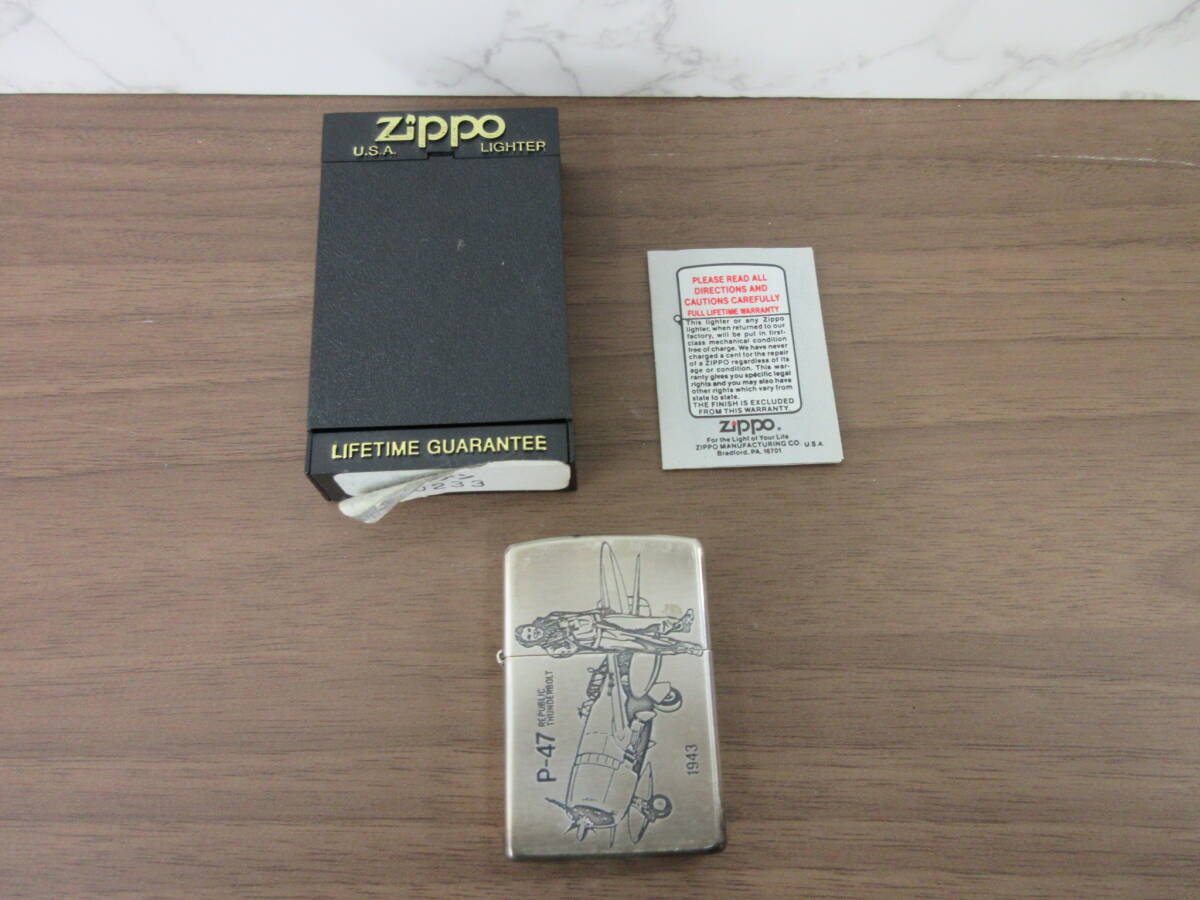 Zippo
U.S.A. LIGHTER
LIFETIME GUARANTEE
0233
PLEASE READ ALL
DIRECTIONS AND
CAUTIONS CAREFULLY
FULL LIFETIME WARRANTY
This lighter or any Zippo
lighter, when returned to our
factory, will be put in first-
class mechanical condition
free of charge. We have never
charged a cent for the repair
of a ZIPPO regardless of its
age or condition. This war-
ranty gives you specific legal
rights and you may also have
other rights which vary from
state to state.
THE FINISH IS EXCLUDED
FROM THIS WARRANTY.
Zippo®
For the Light of Your Life
ZIPPO MANUFACTURING CO. U.S.A.
Bradford, PA. 16701
P-47 REPUBLIC
THUNDERBOLT
1943